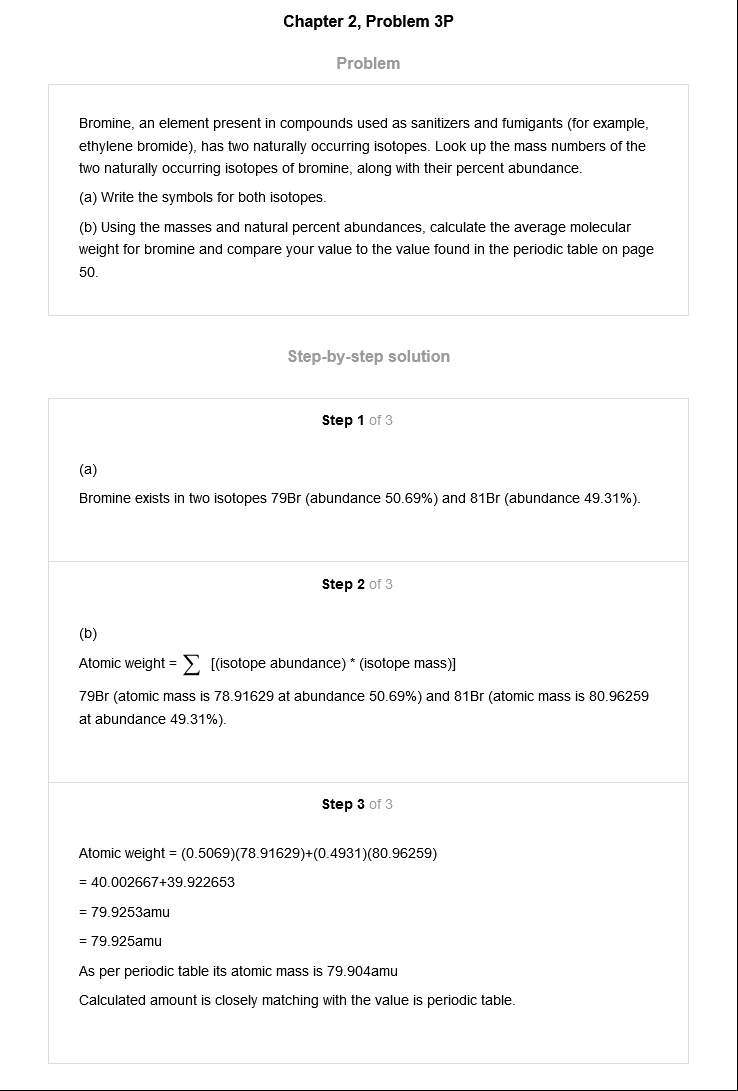 Chapter 2, Problem 3P
Problem
Bromine, an element present in compounds used as sanitizers and fumigants (for example,
ethylene bromide), has two naturally occurring isotopes. Look up the mass numbers of the
two naturally occurring isotopes of bromine, along with their percent abundance.
(a) Write the symbols for both isotopes.
(b) Using the masses and natural percent abundances, calculate the average molecular
weight for bromine and compare your value to the value found in the periodic table on page
50.
Step-by-step solution
Step 1 of 3
(a)
Bromine exists in two isotopes 79Br (abundance 50.69%) and 81Br (abundance 49.31%).
Step 2 of 3
(b)
Atomic weight = ∑ [(isotope abundance) * (isotope mass)]
79Br (atomic mass is 78.91629 at abundance 50.69%) and 81Br (atomic mass is 80.96259
at abundance 49.31%).
Step 3 of 3
Atomic weight = (0.5069)(78.91629)+(0.4931)(80.96259)
= 40.002667+39.922653
= 79.9253amu
= 79.925amu
As per periodic table its atomic mass is 79.904amu
Calculated amount is closely matching with the value is periodic table.